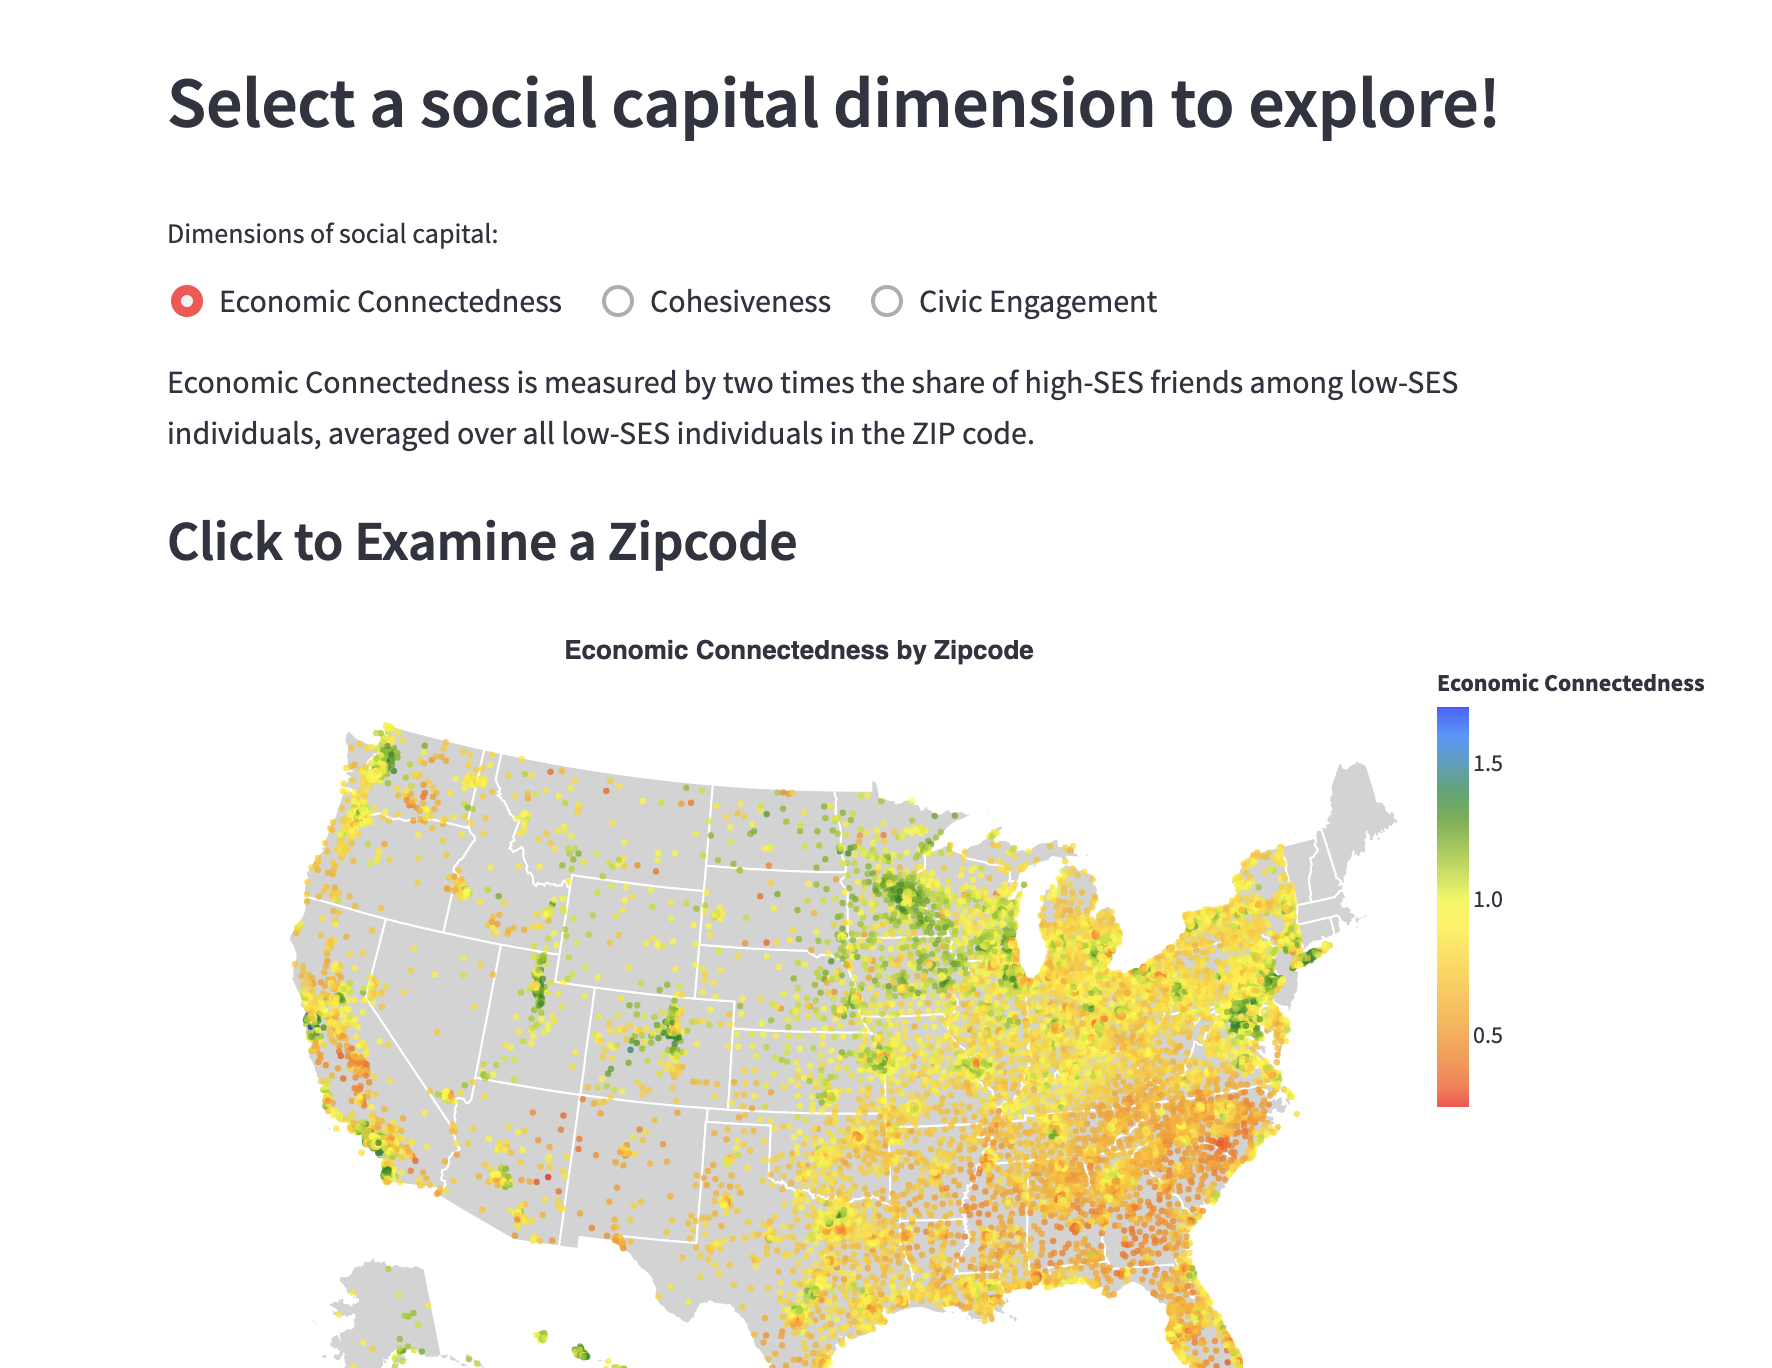 Select a social capital dimension to explore!
Dimensions of social capital:
Economic Connectedness Cohesiveness Civic Engagement
Economic Connectedness is measured by two times the share of high-SES friends among low-SES
individuals, averaged over all low-SES individuals in the ZIP code.
Click to Examine a Zipcode
Economic Connectedness by Zipcode
Economic Connectedness
1.5
1.0
0.5